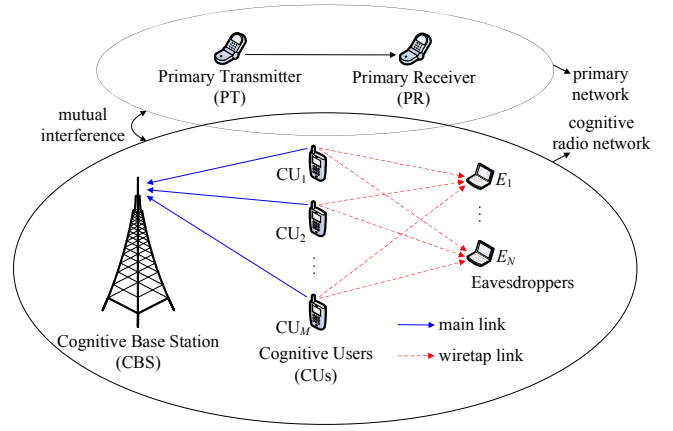 Primary Transmitter
(PT)
Primary Receiver
(PR)
primary
network
mutual
interference
cognitive
radio network
CU1
CU2
⋮
CUM
E1
⋮
EN
Eavesdroppers
Cognitive Base Station
(CBS)
Cognitive Users
(CUs)
main link
wiretap link